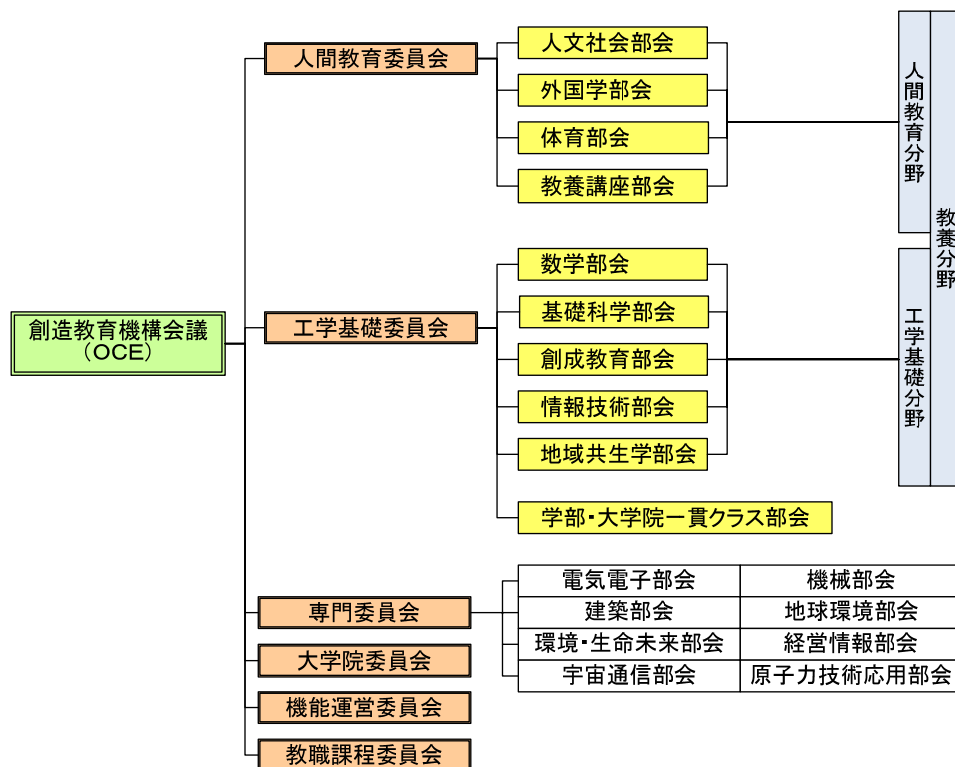 人間教育委員会
人文社会部会
外国学部会
体育部会
教養講座部会
人間教育分野
教養分野
創造教育機構会議
（OCE）
工学基礎委員会
数学部会
基礎科学部会
創成教育部会
情報技術部会
地域共生学部会
学部・大学院一貫クラス部会
工学基礎分野
専門委員会
電気電子部会
機械部会
建築部会
地球環境部会
環境・生命未来部会
経営情報部会
宇宙通信部会
原子力技術応用部会
大学院委員会
機能運営委員会
教職課程委員会